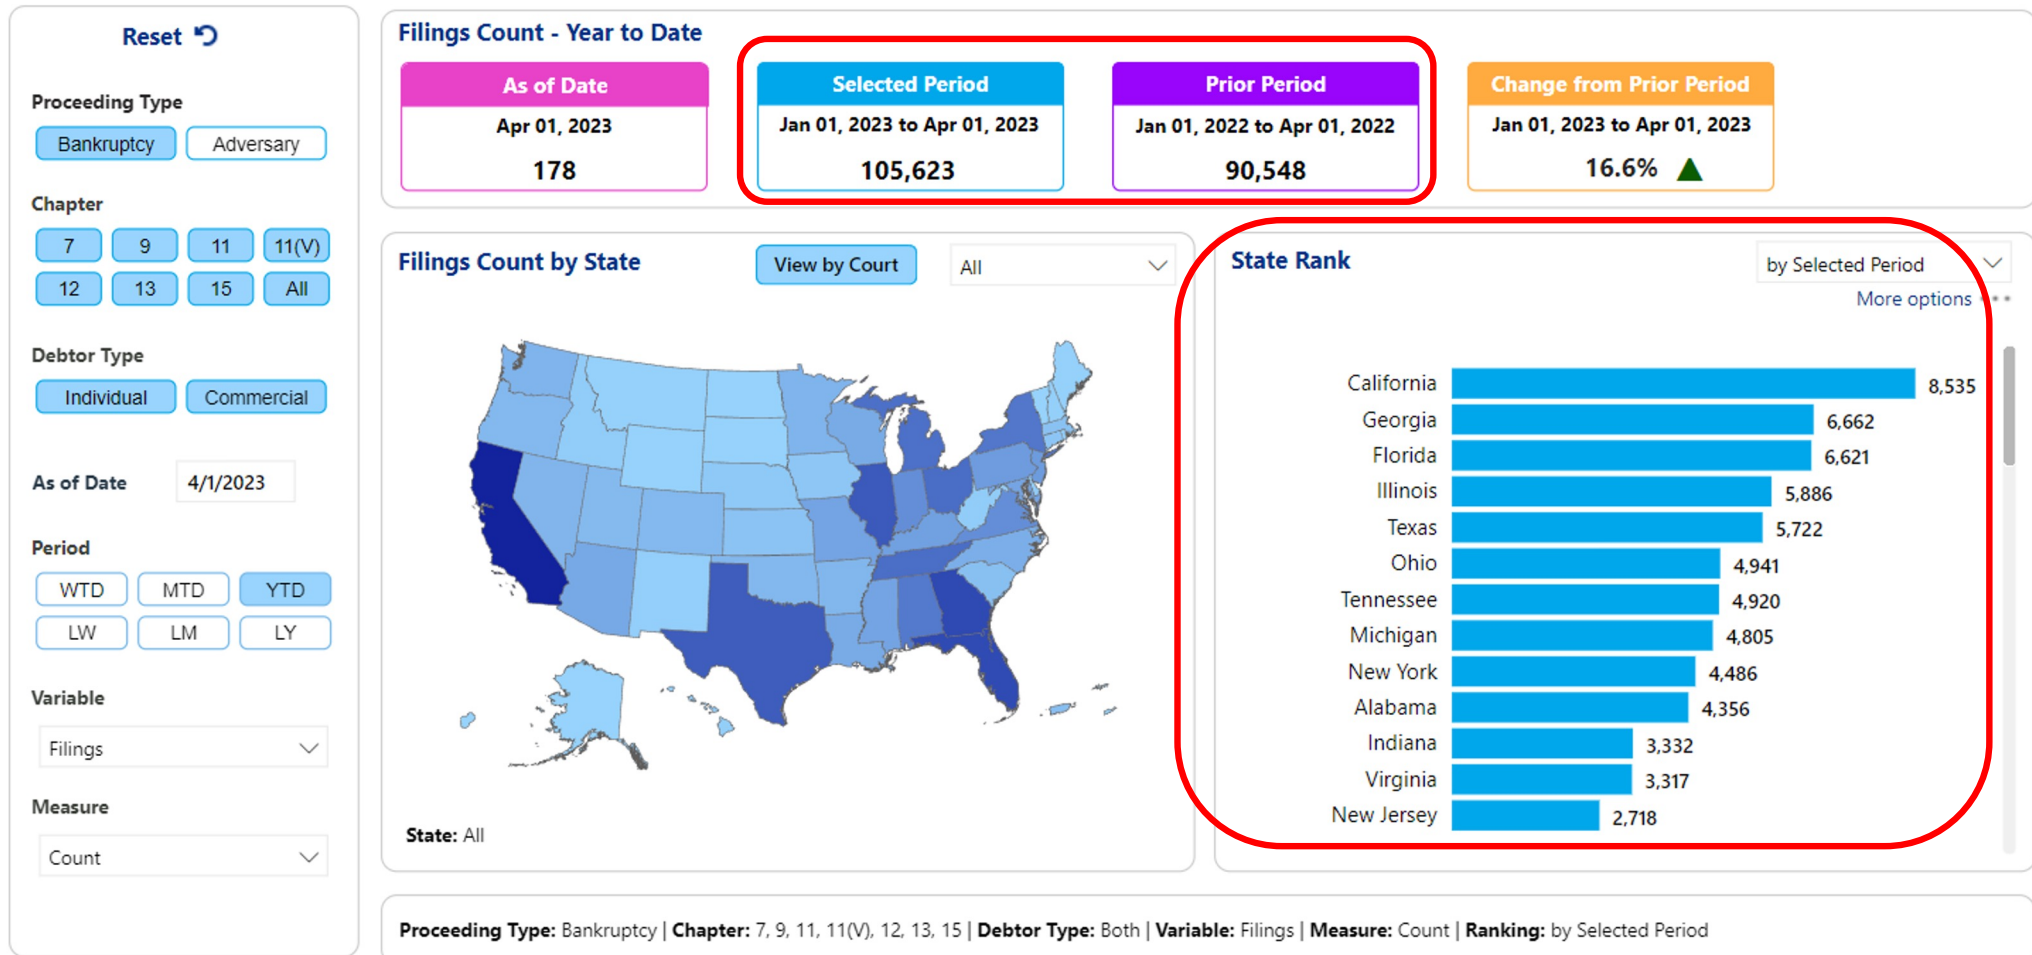 Reset
Proceeding Type
Bankruptcy Adversary
Chapter
7 9 11 11(V)
12 13 15 All
Debtor Type
Individual Commercial
As of Date 4/1/2023
Period
WTD MTD YTD
LW LM LY
Variable
Filings
Measure
Count
Filings Count - Year to Date
As of Date
Apr 01, 2023
178
Selected Period
Jan 01, 2023 to Apr 01, 2023
105,623
Prior Period
Jan 01, 2022 to Apr 01, 2022
90,548
Change from Prior Period
Jan 01, 2023 to Apr 01, 2023
16.6%
Filings Count by State View by Court All
State: All
State Rank by Selected Period
More options
California 8,535
Georgia 6,662
Florida 6,621
Illinois 5,886
Texas 5,722
Ohio 4,941
Tennessee 4,920
Michigan 4,805
New York 4,486
Alabama 4,356
Indiana 3,332
Virginia 3,317
New Jersey 2,718
Proceeding Type: Bankruptcy | Chapter: 7, 9, 11, 11(V), 12, 13, 15 | Debtor Type: Both | Variable: Filings | Measure: Count | Ranking: by Selected Period